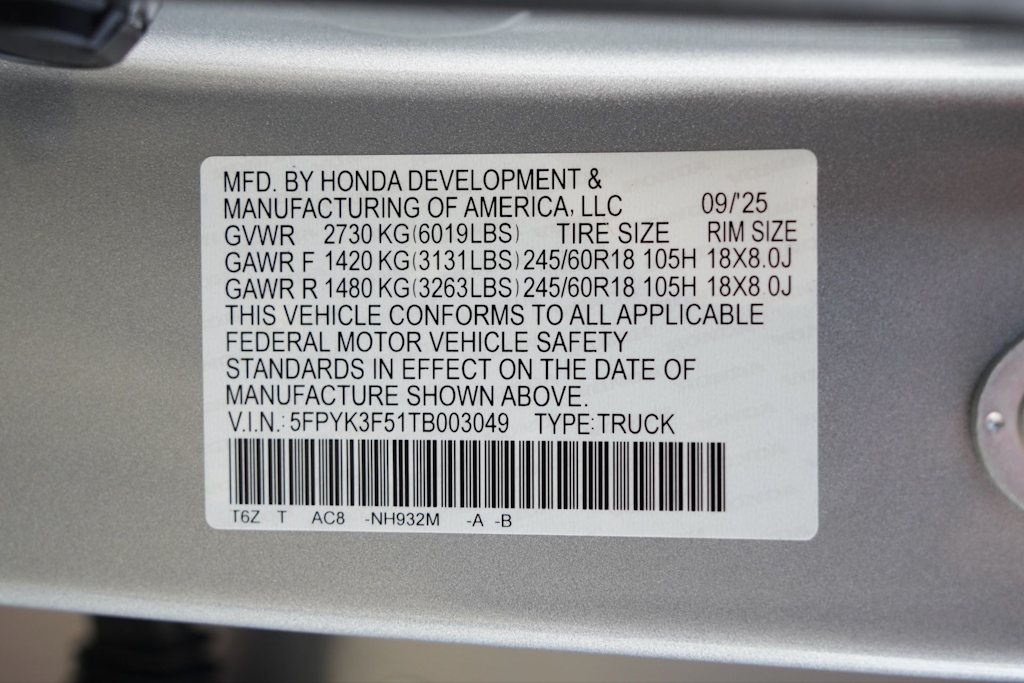 MFD. BY HONDA DEVELOPMENT &
MANUFACTURING OF AMERICA, LLC 09/'25
GVWR 2730 KG(6019LBS) TIRE SIZE RIM SIZE
GAWR F 1420 KG(3131LBS) 245/60R18 105H 18X8.0J
GAWR R 1480 KG(3263LBS) 245/60R18 105H 18X8.0J
THIS VEHICLE CONFORMS TO ALL APPLICABLE
FEDERAL MOTOR VEHICLE SAFETY
STANDARDS IN EFFECT ON THE DATE OF
MANUFACTURE SHOWN ABOVE.
V.I.N.: 5FPYK3F51TB003049 TYPE:TRUCK
T6Z T AC8 -NH932M -A -B